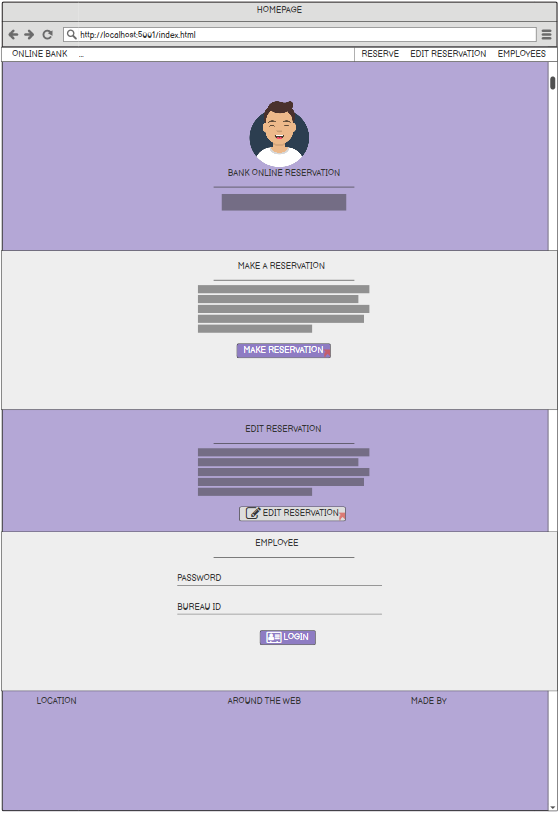 HOMEPAGE
http://localhost:5001/index.html
ONLINE BANK ... RESERVE EDIT RESERVATION EMPLOYEES
BANK ONLINE RESERVATION
MAKE A RESERVATION
MAKE RESERVATION
EDIT RESERVATION
EDIT RESERVATION
EMPLOYEE
PASSWORD
BUREAU ID
LOGIN
LOCATION AROUND THE WEB MADE BY